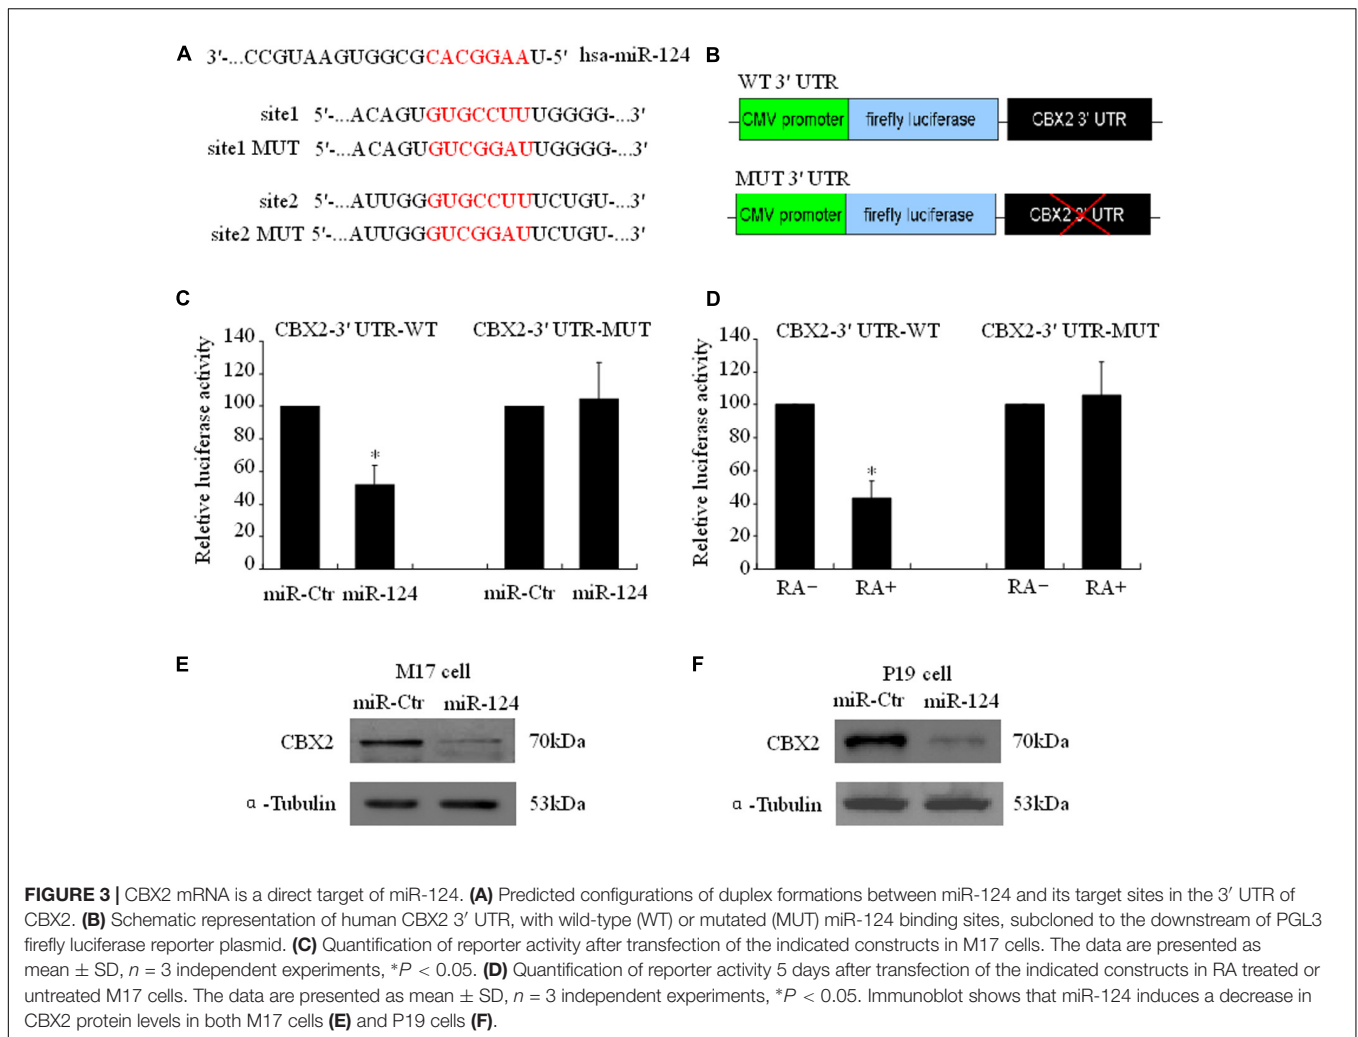 A
3′-...CCGUAAGUGGCGCACGGAAU-5′ hsa-miR-124
site1 5′-...ACAGUGUGCCUUUGGGG-...3′
site1 MUT 5′-...ACAGUGUCGGAUUGGGG-...3′
site2 5′-...AUUGGGUGCCUUUCUGU-...3′
site2 MUT 5′-...AUUGGGUCGGAUUCUGU-...3′
B
WT 3′ UTR
CMV promoter firefly luciferase CBX2 3' UTR
MUT 3′ UTR
CMV promoter firefly luciferase CBX2 3' UTR
C
CBX2-3′ UTR-WT CBX2-3′ UTR-MUT
Reletive luciferase activity
140
120
100
80
60
40
20
0
*
miR-Ctr miR-124 miR-Ctr miR-124
D
CBX2-3′ UTR-WT CBX2-3′ UTR-MUT
Reletive luciferase activity
140
120
100
80
60
40
20
0
*
RA− RA+ RA− RA+
E
M17 cell
miR-Ctr miR-124
CBX2 70kDa
α-Tubulin 53kDa
F
P19 cell
miR-Ctr miR-124
CBX2 70kDa
α-Tubulin 53kDa
FIGURE 3 | CBX2 mRNA is a direct target of miR-124. (A) Predicted configurations of duplex formations between miR-124 and its target sites in the 3′ UTR of
CBX2. (B) Schematic representation of human CBX2 3′ UTR, with wild-type (WT) or mutated (MUT) miR-124 binding sites, subcloned to the downstream of PGL3
firefly luciferase reporter plasmid. (C) Quantification of reporter activity after transfection of the indicated constructs in M17 cells. The data are presented as
mean ± SD, n = 3 independent experiments, *P < 0.05. (D) Quantification of reporter activity 5 days after transfection of the indicated constructs in RA treated or
untreated M17 cells. The data are presented as mean ± SD, n = 3 independent experiments, *P < 0.05. Immunoblot shows that miR-124 induces a decrease in
CBX2 protein levels in both M17 cells (E) and P19 cells (F).